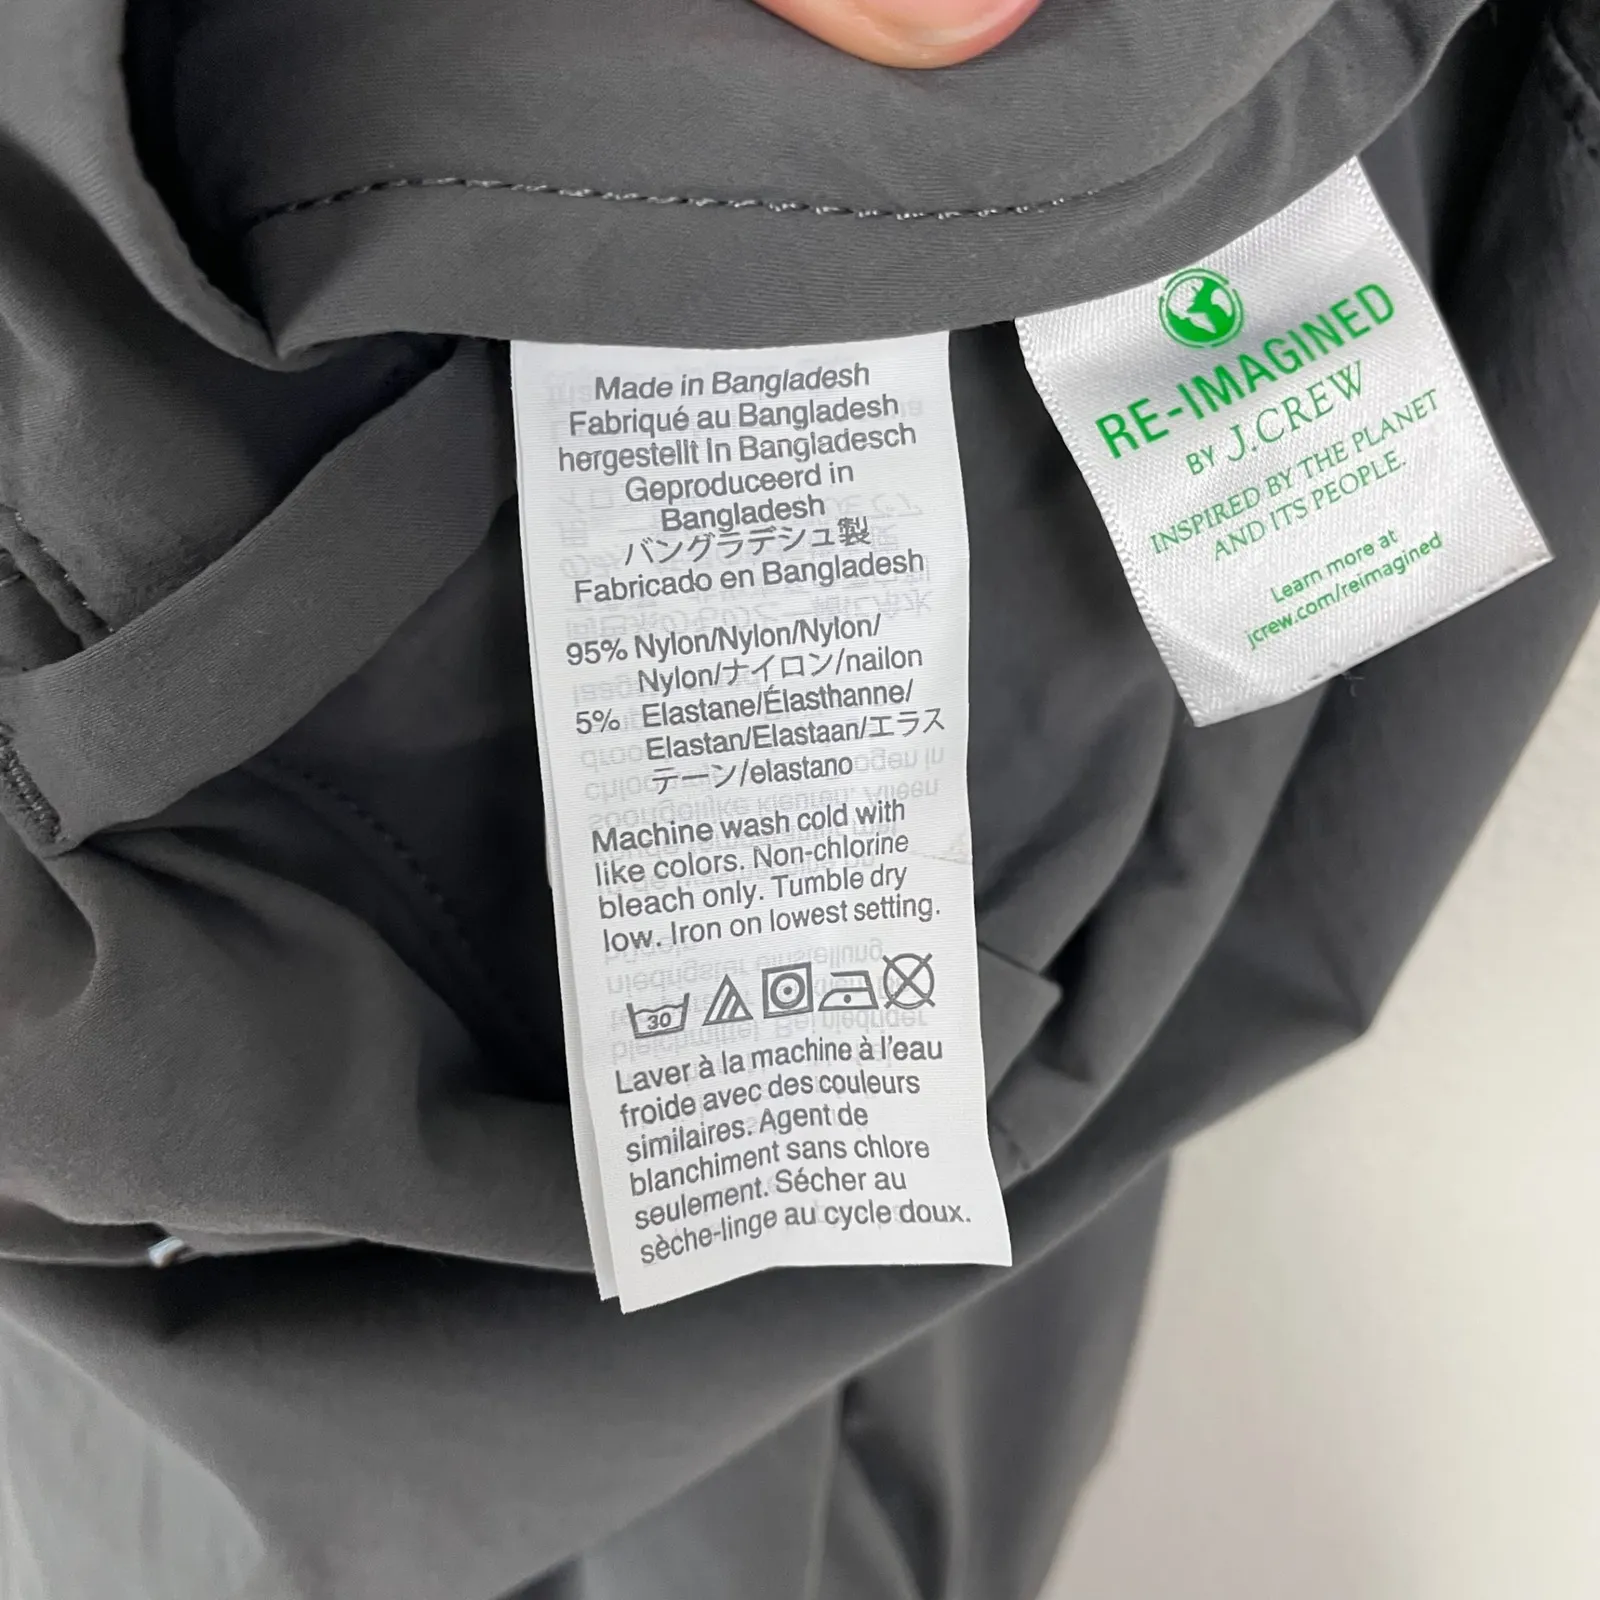 Made in Bangladesh
Fabriqué au Bangladesh
hergestellt in Bangladesch
Geproduceerd in
Bangladesh
バングラデシュ製
Fabricado en Bangladesh
95% Nylon/Nylon/Nylon/
Nylon/ナイロン/nailon
5% Elastane/Élasthanne/
Elastan/Elastaan/エラス
テーン/elastano
Machine wash cold with
like colors. Non-chlorine
bleach only. Tumble dry
low. Iron on lowest setting.
30
Laver à la machine à l'eau
froide avec des couleurs
similaires. Agent de
blanchiment sans chlore
seulement. Sécher au
sèche-linge au cycle doux.
RE-IMAGINED
BY J.CREW
INSPIRED BY THE PLANET
AND ITS PEOPLE.
Learn more at
jcrew.com/reimagined